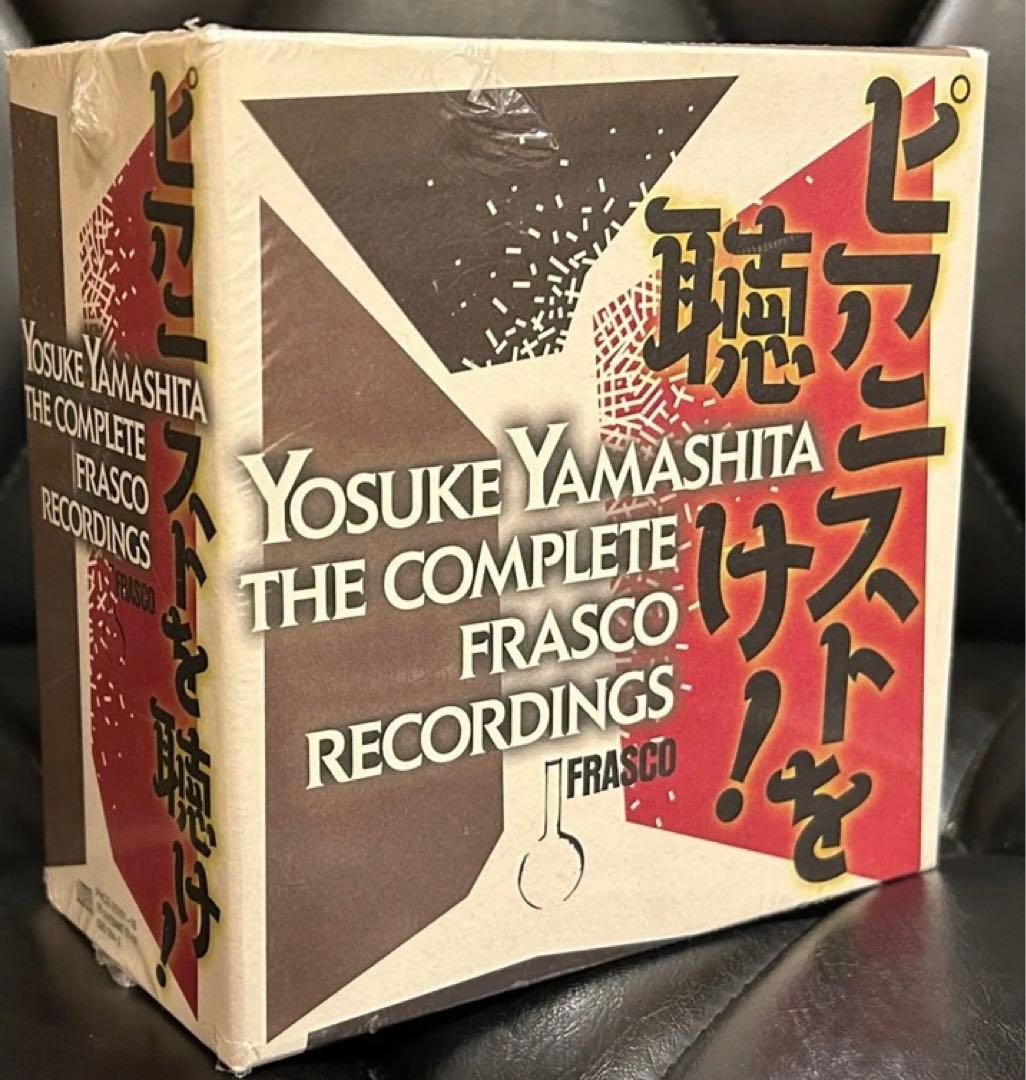 ピアニストを
聴け!
YOSUKE YAMASHITA
THE COMPLETE
FRASCO
RECORDINGS
FRASCO
ピアニストを聴け!
YOSUKE YAMASHITA
THE COMPLETE
FRASCO
RECORDINGS
FRASCO